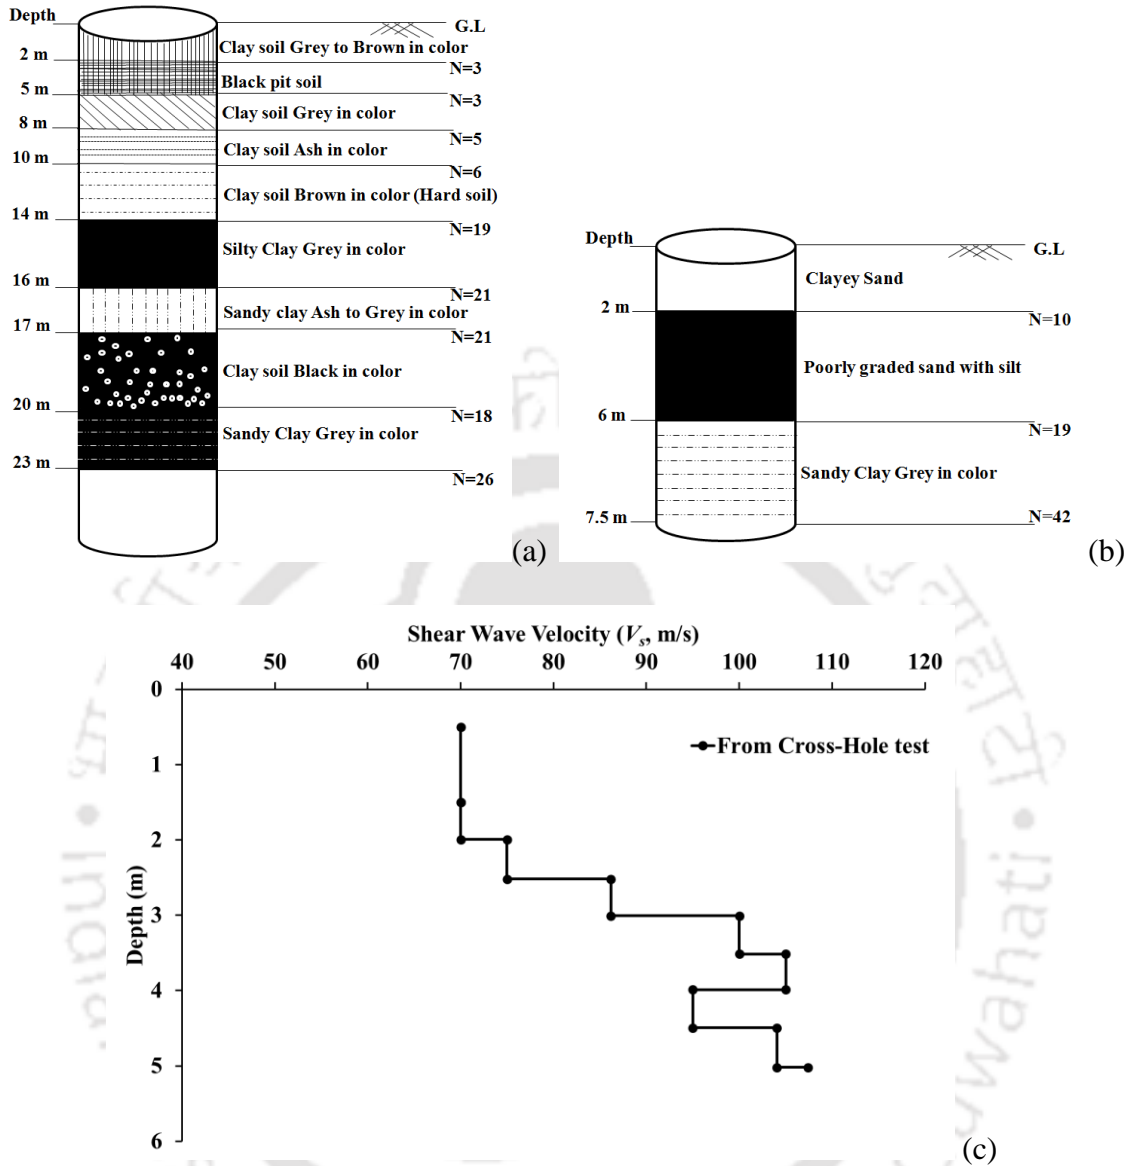 Depth
G.L
Clay soil Grey to Brown in color
2 m
N=3
Black pit soil
5 m
N=3
Clay soil Grey in color
8 m
N=5
Clay soil Ash in color
10 m
N=6
Clay soil Brown in color (Hard soil)
14 m
N=19
Silty Clay Grey in color
16 m
N=21
Sandy clay Ash to Grey in color
17 m
N=21
Clay soil Black in color
20 m
N=18
Sandy Clay Grey in color
23 m
N=26
(a)
Depth
G.L
Clayey Sand
2 m
N=10
Poorly graded sand with silt
6 m
N=19
Sandy Clay Grey in color
7.5 m
N=42
(b)
Shear Wave Velocity (Vs, m/s)
40 50 60 70 80 90 100 110 120
0
From Cross-Hole test
1
2
Depth (m)
3
4
5
6
(c)
uwahati